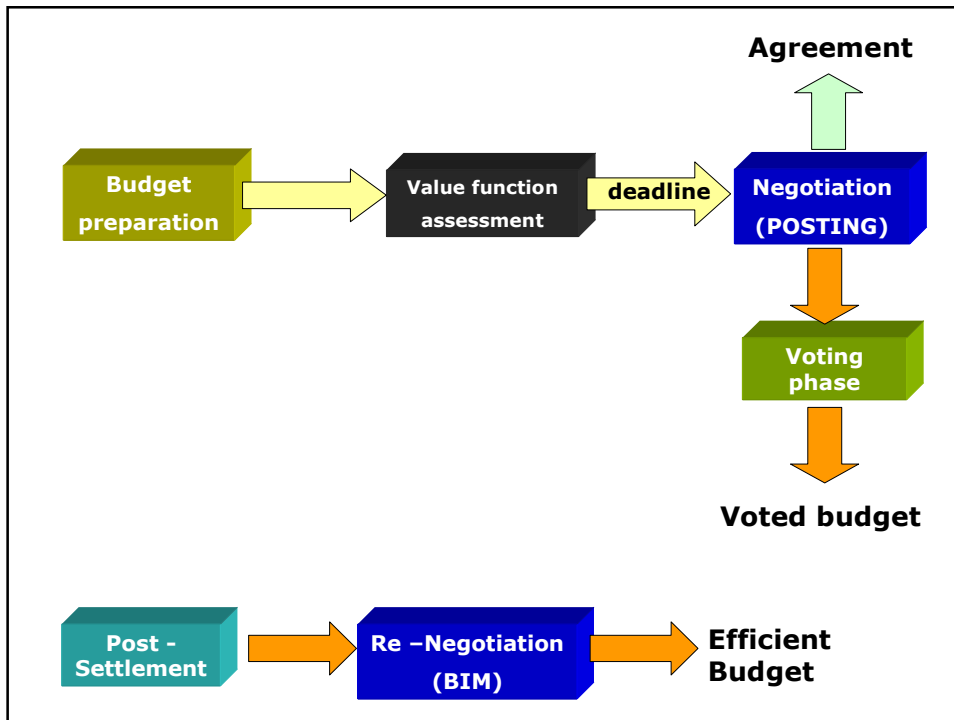 Agreement
Budget
preparation
Value function
assessment
deadline
Negotiation
(POSTING)
Voting
phase
Voted budget
Post -
Settlement
Re –Negotiation
(BIM)
Efficient
Budget